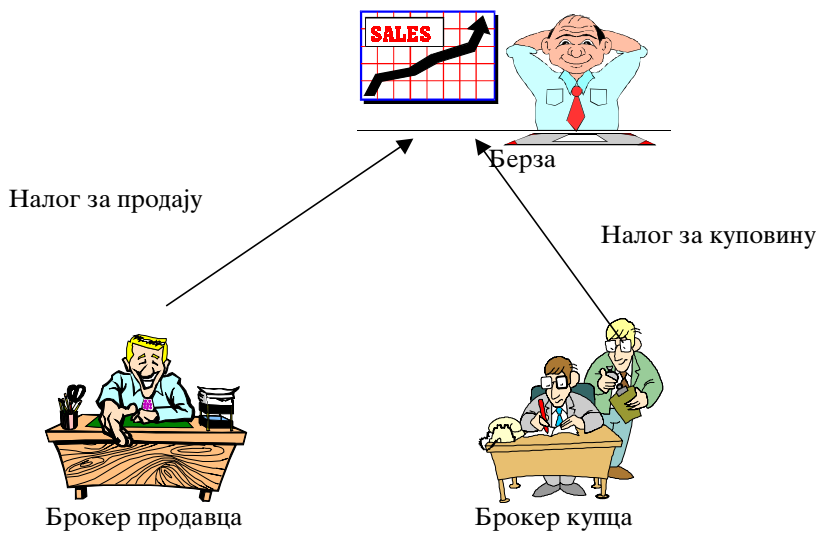 SALES
Берза
Налог за продају
Налог за куповину
Брокер продавца
Брокер купца